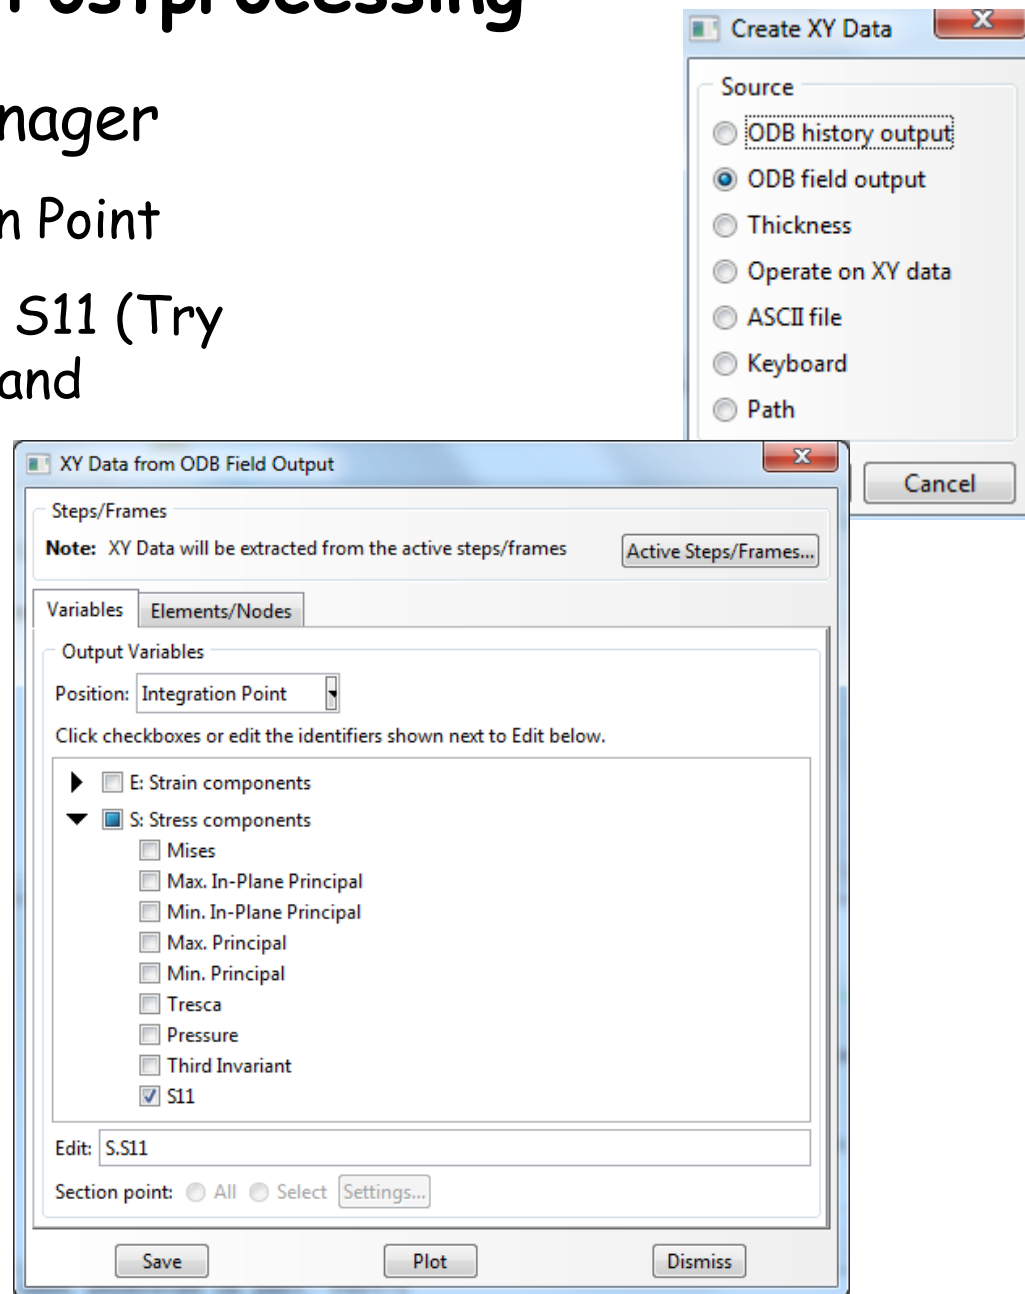 Postprocessing
nager
n Point
S11 (Try
and
Create XY Data
Source
ODB history output
ODB field output
Thickness
Operate on XY data
ASCII file
Keyboard
Path
Cancel
XY Data from ODB Field Output
Steps/Frames
Note: XY Data will be extracted from the active steps/frames
Active Steps/Frames...
Variables Elements/Nodes
Output Variables
Position: Integration Point
Click checkboxes or edit the identifiers shown next to Edit below.
E: Strain components
S: Stress components
Mises
Max. In-Plane Principal
Min. In-Plane Principal
Max. Principal
Min. Principal
Tresca
Pressure
Third Invariant
S11
Edit: S.S11
Section point: All Select Settings...
Save Plot Dismiss